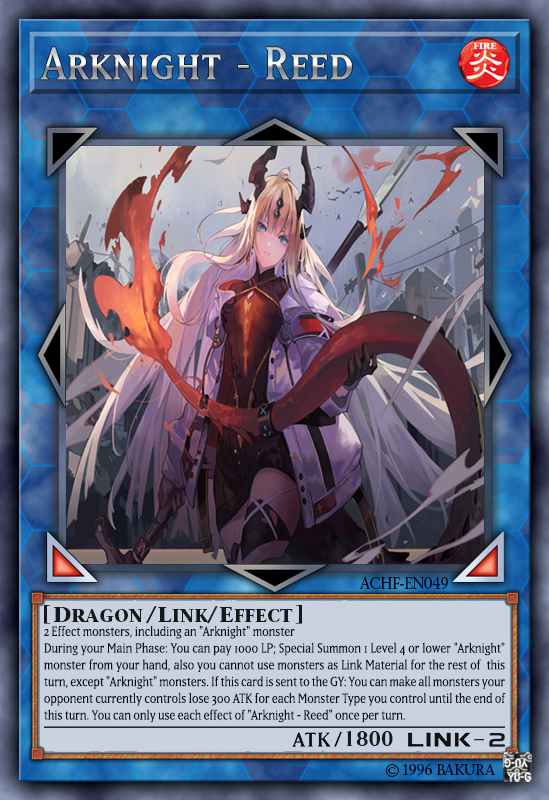 ARKNIGHT - REED
FIRE
炎
ACHF-EN049
[DRAGON/LINK/EFFECT]
2 Effect monsters, including an "Arknight" monster
During your Main Phase: You can pay 1000 LP; Special Summon 1 Level 4 or lower "Arknight"
monster from your hand, also you cannot use monsters as Link Material for the rest of this
turn, except "Arknight" monsters. If this card is sent to the GY: You can make all monsters your
opponent currently controls lose 300 ATK for each Monster Type you control until the end of
this turn. You can only use each effect of "Arknight - Reed" once per turn.
ATK/1800 LINK-2
©1996 BAKURA